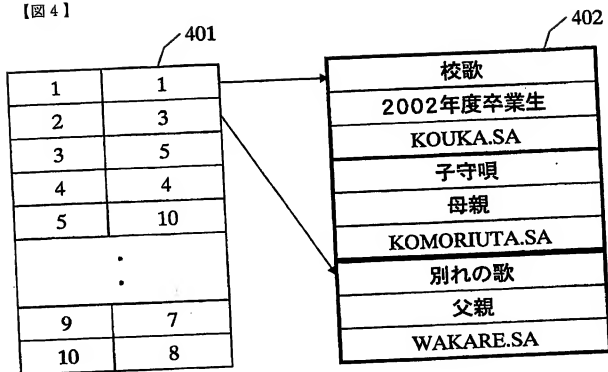 【図4】
401
1 1
2 3
3 5
4 4
5 10
:
9 7
10 8
402
校歌
2002年度卒業生
KOUKA.SA
子守唄
母親
KOMORIUTA.SA
別れの歌
父親
WAKARE.SA